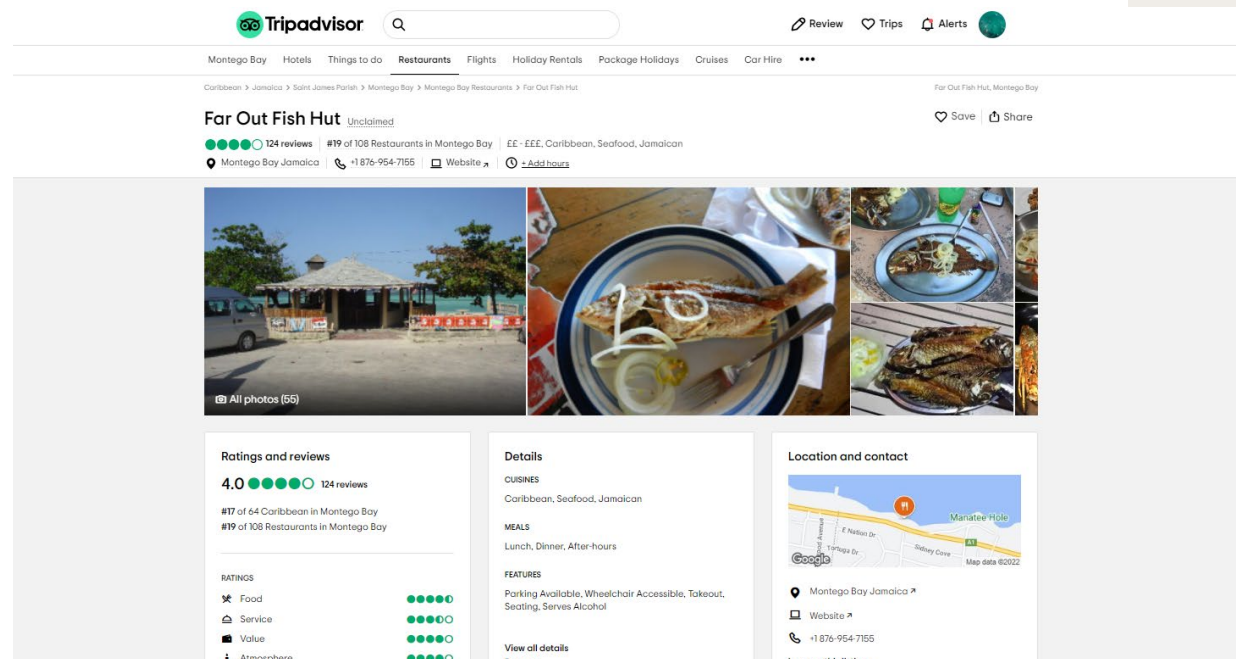 Tripadvisor
Review Trips Alerts
Montego Bay Hotels Things to do Restaurants Flights Holiday Rentals Package Holidays Cruises Car Hire •••
Caribbean > Jamaica > Saint James Parish > Montego Bay > Montego Bay Restaurants > Far Out Fish Hut
Far Out Fish Hut, Montego Bay
Far Out Fish Hut Unclaimed
Save Share
124 reviews #19 of 108 Restaurants in Montego Bay ££ - £££, Caribbean, Seafood, Jamaican
Montego Bay Jamaica +1 876-954-7155 Website + Add hours
All photos (55)
Ratings and reviews
4.0 124 reviews
#17 of 64 Caribbean in Montego Bay
#19 of 108 Restaurants in Montego Bay
RATINGS
Food
Service
Value
Atmosphere
Details
CUISINES
Caribbean, Seafood, Jamaican
MEALS
Lunch, Dinner, After-hours
FEATURES
Parking Available, Wheelchair Accessible, Takeout,
Seating, Serves Alcohol
View all details
Location and contact
Manatee Hole
E Nation Dr
Tortuga Dr
Sidney Cove
A1
Google
Map data ©2022
Montego Bay Jamaica
Website
+1 876-954-7155